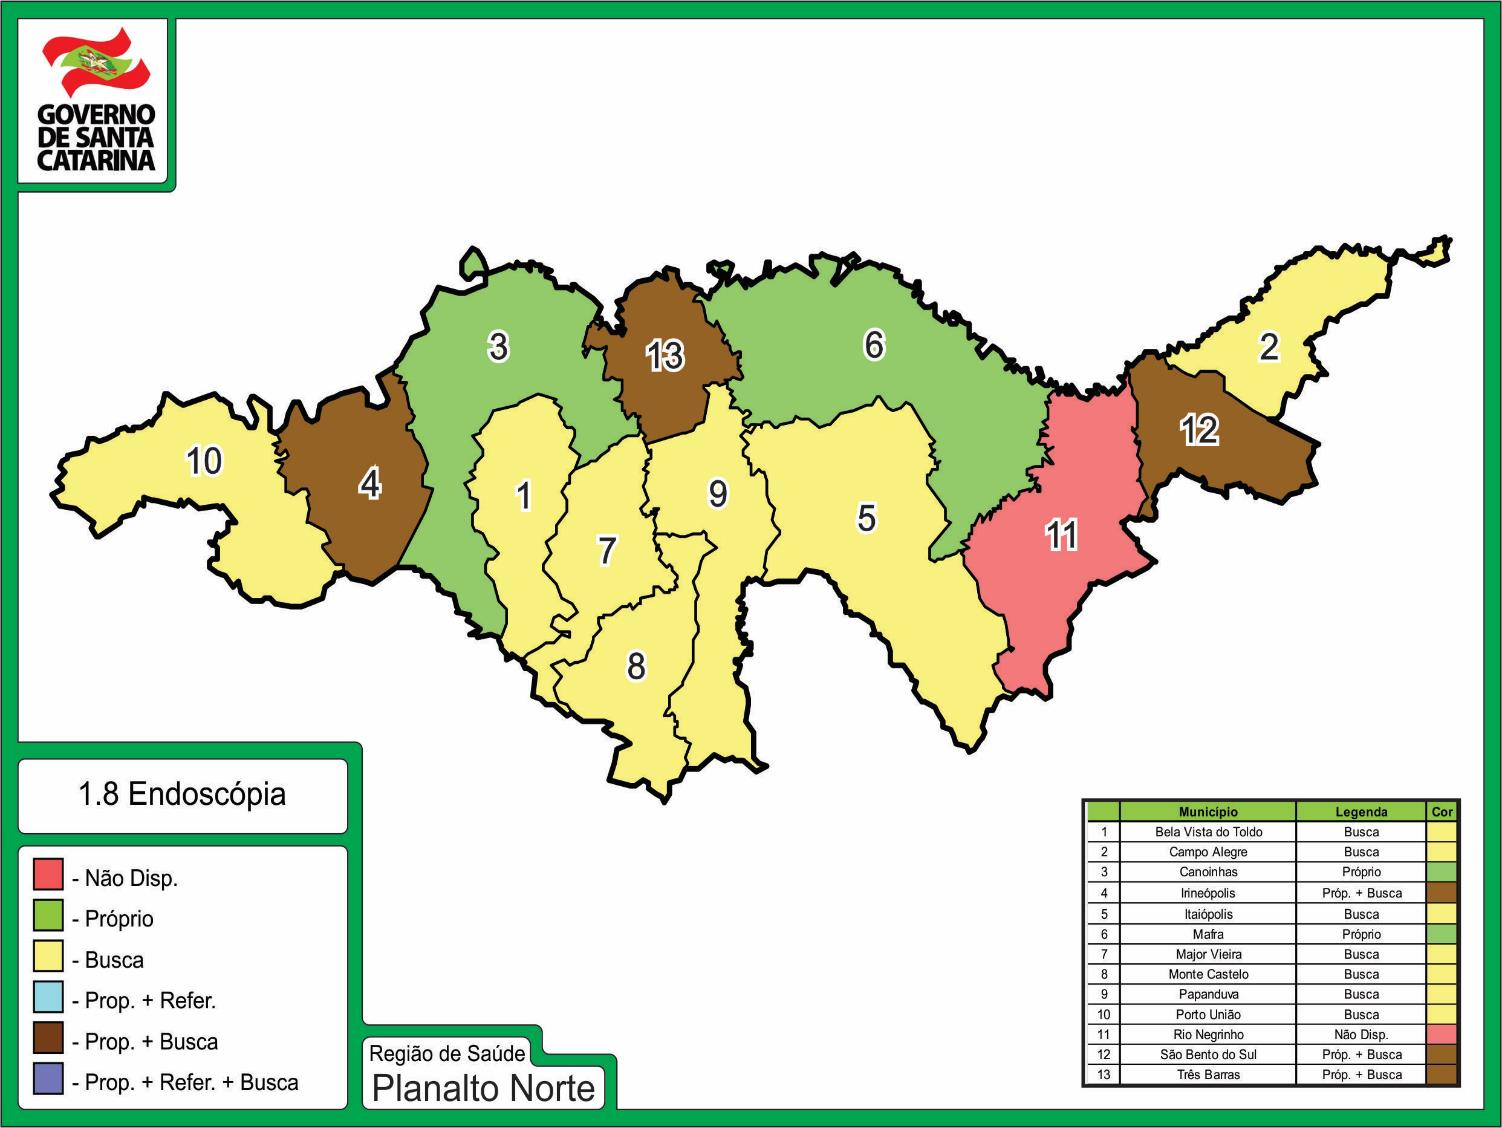 GOVERNO
DE SANTA
CATARINA
3
13
6
2
12
10
4
1
9
5
7
11
8
1.8 Endoscópia
- Não Disp.
- Próprio
- Busca
- Prop. + Refer.
- Prop. + Busca
- Prop. + Refer. + Busca
Região de Saúde
Planalto Norte
Município Legenda Cor
1 Bela Vista do Toldo Busca
2 Campo Alegre Busca
3 Canoinhas Próprio
4 Irineópolis Próp. + Busca
5 Itaiópolis Busca
6 Mafra Próprio
7 Major Vieira Busca
8 Monte Castelo Busca
9 Papanduva Busca
10 Porto União Busca
11 Rio Negrinho Não Disp.
12 São Bento do Sul Próp. + Busca
13 Três Barras Próp. + Busca